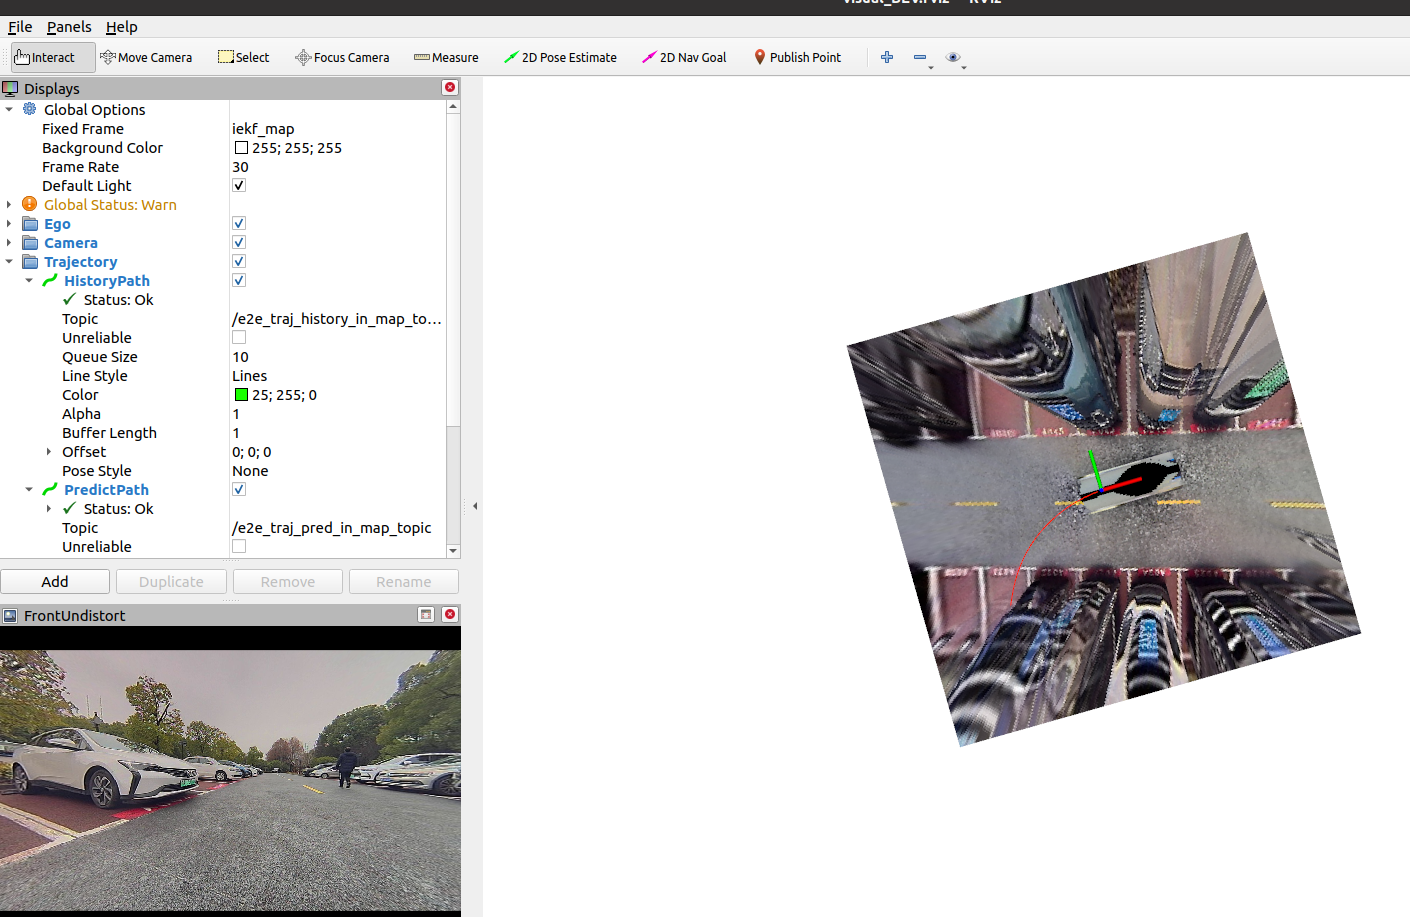 File Panels Help
Interact Move Camera Select Focus Camera Measure 2D Pose Estimate 2D Nav Goal Publish Point
Displays
Global Options
Fixed Frame iekf_map
Background Color 255; 255; 255
Frame Rate 30
Default Light
Global Status: Warn
Ego
Camera
Trajectory
HistoryPath
Status: Ok
Topic /e2e_traj_history_in_map_to...
Unreliable
Queue Size 10
Line Style Lines
Color 25; 255; 0
Alpha 1
Buffer Length 1
Offset 0; 0; 0
Pose Style None
PredictPath
Status: Ok
Topic /e2e_traj_pred_in_map_topic
Unreliable
Add Duplicate Remove Rename
FrontUndistort